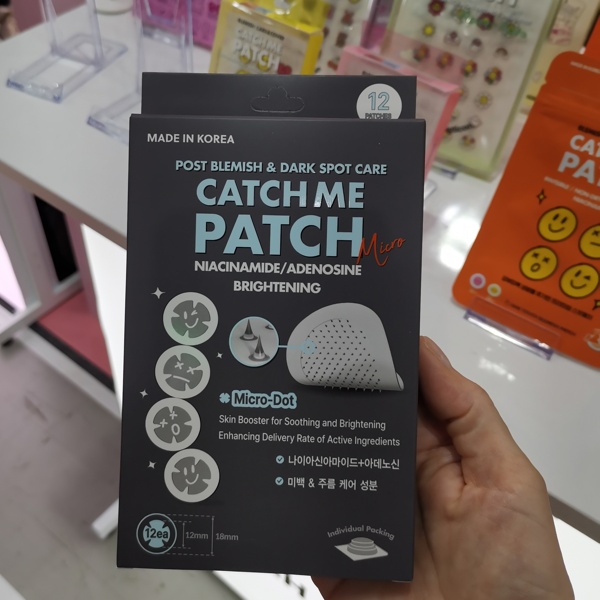 CATCH ME
PATCH
12
PATCHES
MADE IN KOREA
POST BLEMISH & DARK SPOT CARE
CATCH ME
PATCH
Micro
NIACINAMIDE/ADENOSINE
BRIGHTENING
Micro-Dot
Skin Booster for Soothing and Brightening
Enhancing Delivery Rate of Active Ingredients
나이아신아마이드+아데노신
미백 & 주름 케어 성분
12ea
12mm
18mm
Individual Packing